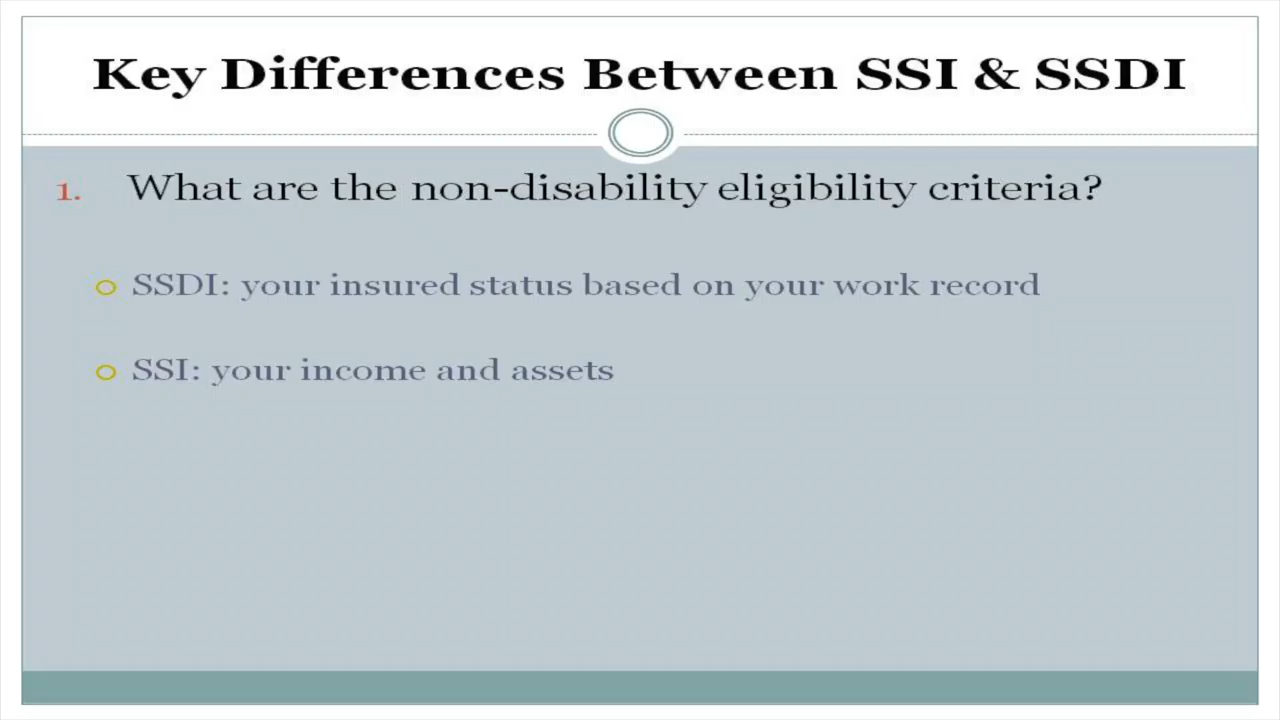 Key Differences Between SSI & SSDI
1. What are the non-disability eligibility criteria?
SSDI: your insured status based on your work record
SSI: your income and assets